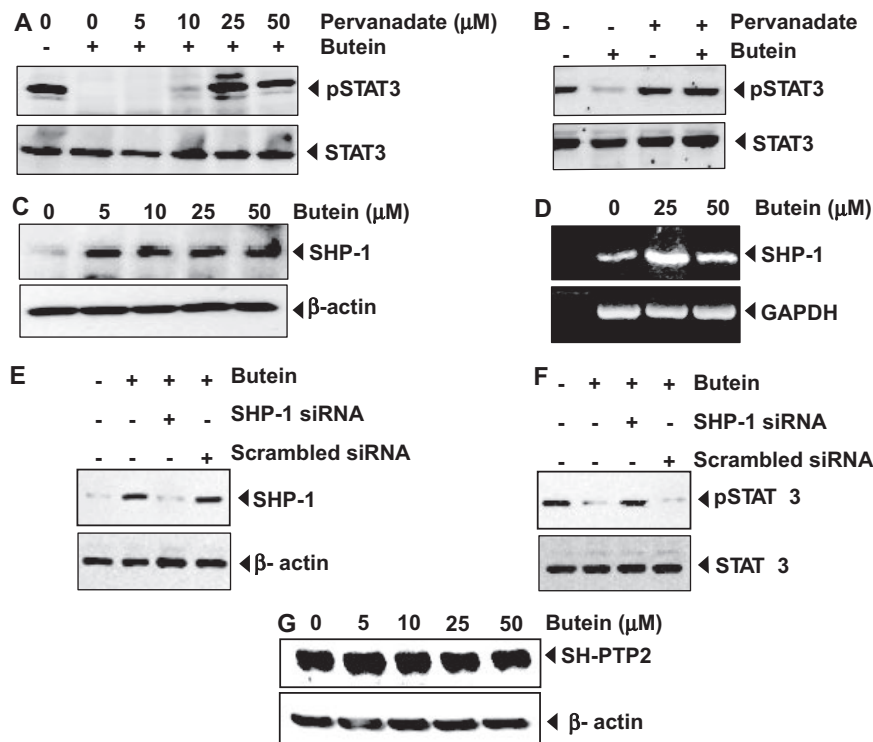 A 0 0 5 10 25 50 Pervanadate (μM)
- + + + + + Butein
pSTAT3
STAT3
B - - + + Pervanadate
- + - + Butein
pSTAT3
STAT3
C 0 5 10 25 50 Butein (μM)
SHP-1
β-actin
D 0 25 50 Butein (μM)
SHP-1
GAPDH
E - + + + Butein
- - + - SHP-1 siRNA
- - - + Scrambled siRNA
SHP-1
β- actin
F - + + + Butein
- - + - SHP-1 siRNA
- - - + Scrambled siRNA
pSTAT 3
STAT 3
G 0 5 10 25 50 Butein (μM)
SH-PTP2
β- actin